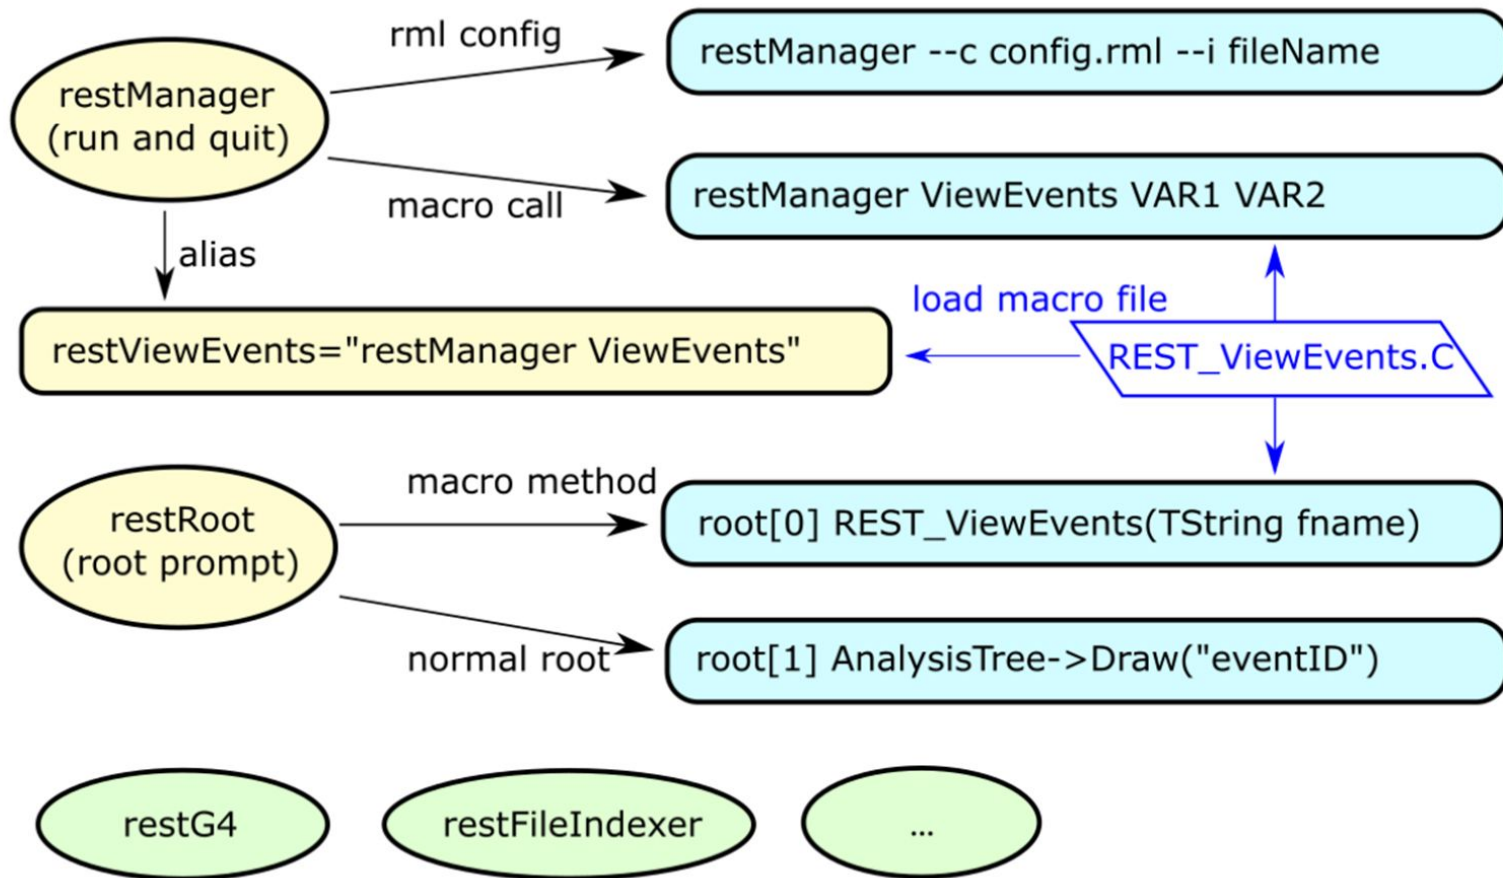 rml config
restManager --c config.rml --i fileName
restManager
(run and quit)
macro call
restManager ViewEvents VAR1 VAR2
alias
load macro file
restViewEvents="restManager ViewEvents"
REST_ViewEvents.C
macro method
restRoot
(root prompt)
root[0] REST_ViewEvents(TString fname)
normal root
root[1] AnalysisTree->Draw("eventID")
restG4
restFileIndexer
...